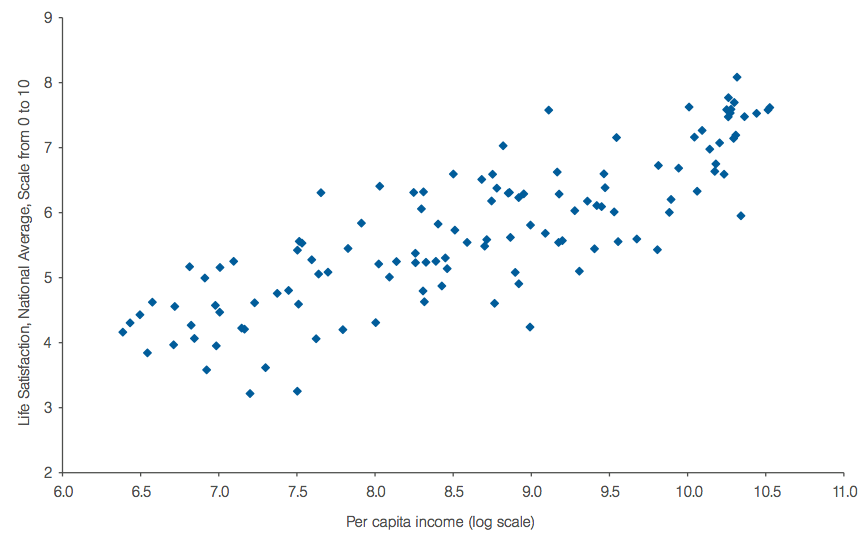 Life Satisfaction, National Average, Scale from 0 to 10
9
8
7
6
5
4
3
2
6.0 6.5 7.0 7.5 8.0 8.5 9.0 9.5 10.0 10.5 11.0
Per capita income (log scale)